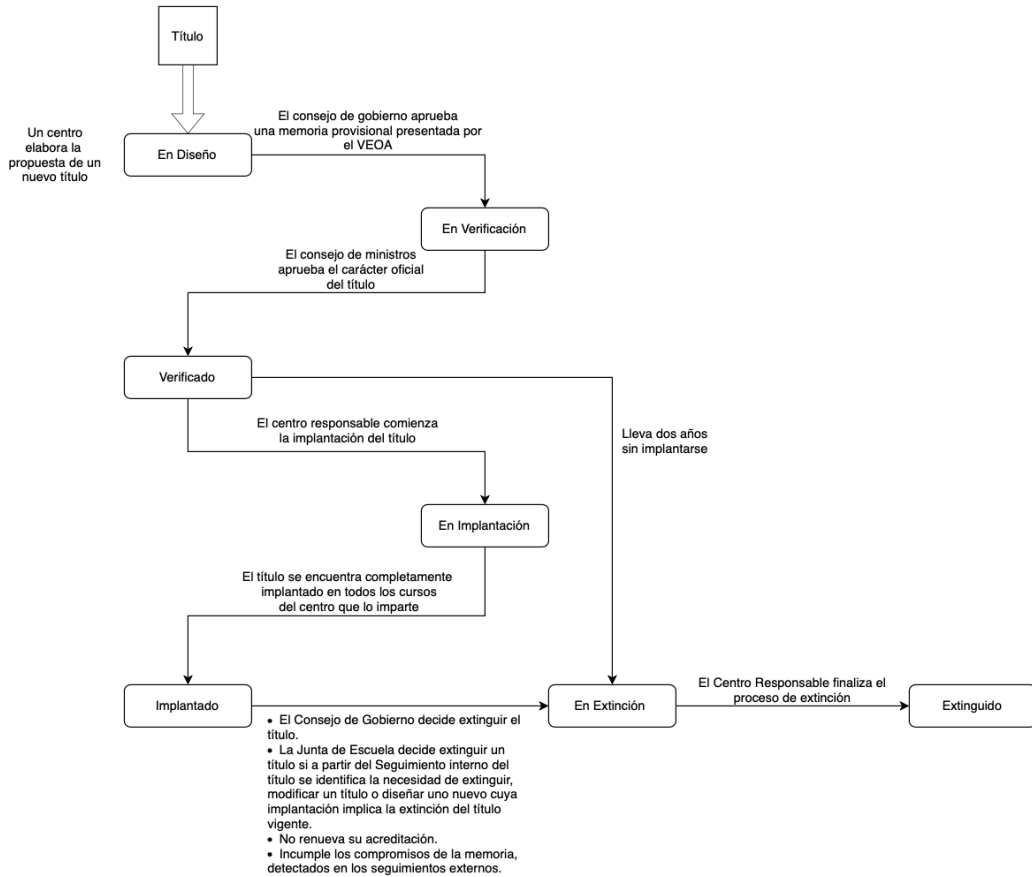 Título
Un centro
elabora la
propuesta de un
nuevo título
En Diseño
El consejo de gobierno aprueba
una memoria provisional presentada por
el VEOA
En Verificación
El consejo de ministros
aprueba el carácter oficial
del título
Verificado
El centro responsable comienza
la implantación del título
Lleva dos años
sin implantarse
En Implantación
El título se encuentra completamente
implantado en todos los cursos
del centro que lo imparte
Implantado
• El Consejo de Gobierno decide extinguir el
título.
• La Junta de Escuela decide extinguir un
título si a partir del Seguimiento interno del
título se identifica la necesidad de extinguir,
modificar un título o diseñar uno nuevo cuya
implantación implica la extinción del título
vigente.
• No renueva su acreditación.
• Incumple los compromisos de la memoria,
detectados en los seguimientos externos.
En Extinción
El Centro Responsable finaliza el
proceso de extinción
Extinguido